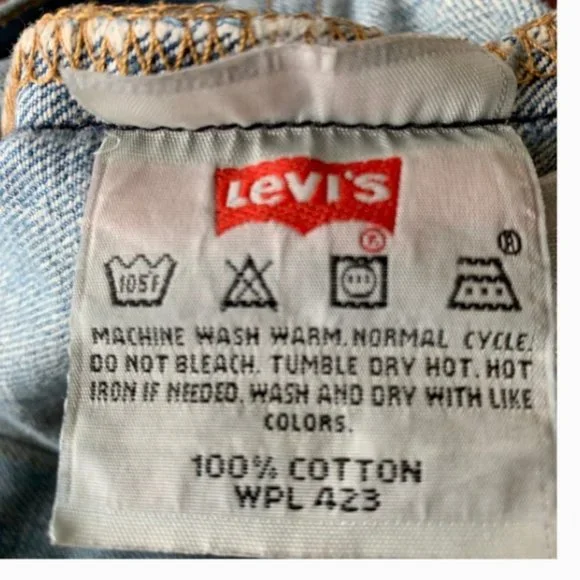 LEVI'S
®
®
105F
MACHINE WASH WARM. NORMAL CYCLE.
DO NOT BLEACH. TUMBLE DRY HOT. HOT
IRON IF NEEDED. WASH AND DRY WITH LIKE
COLORS.
100% COTTON
WPL 423